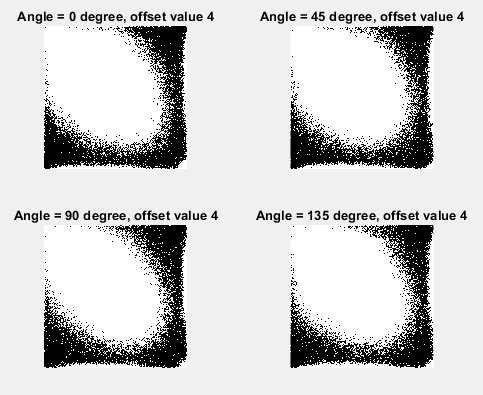 Angle = 0 degree, offset value 4
Angle = 45 degree, offset value 4
Angle = 90 degree, offset value 4
Angle = 135 degree, offset value 4